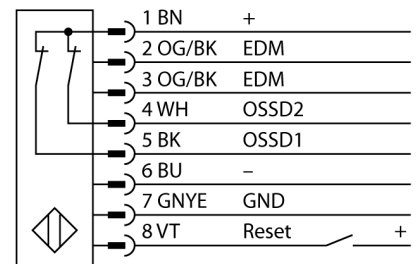 1 BN +
2 OG/BK EDM
3 OG/BK EDM
4 WH OSSD2
5 BK OSSD1
6 BU –
7 GNYE GND
8 VT Reset +